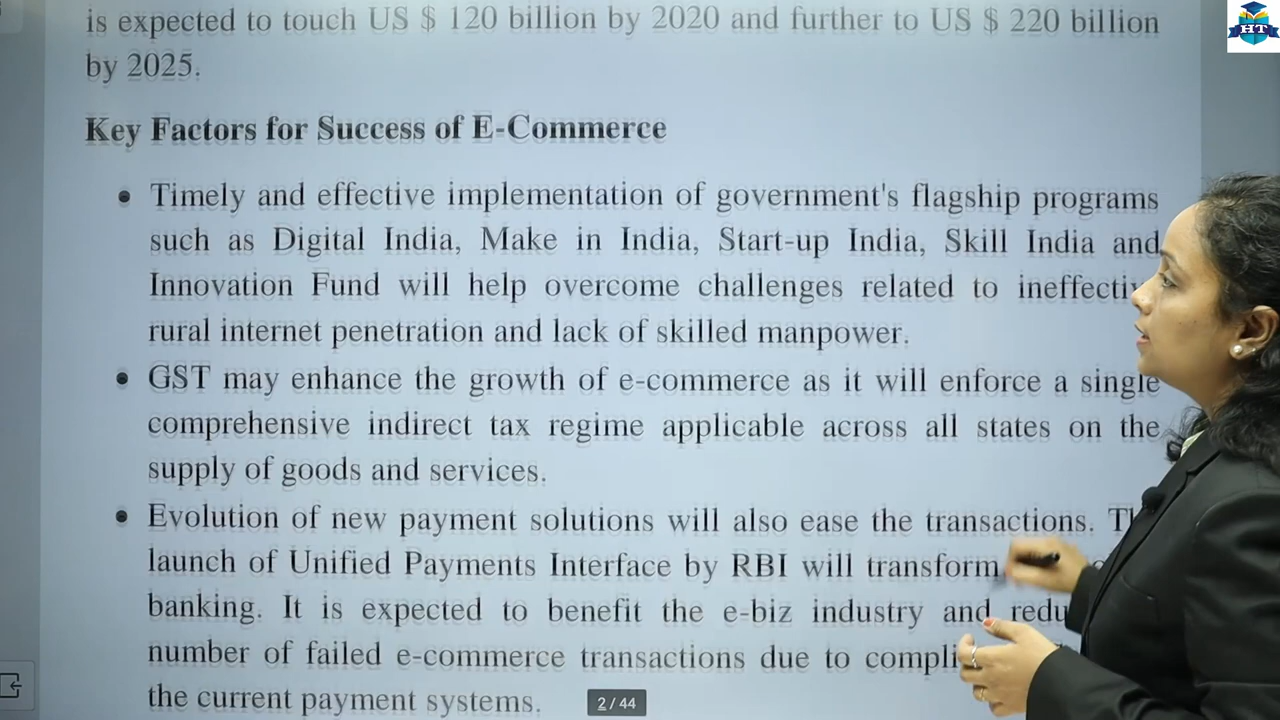 is expected to touch US $ 120 billion by 2020 and further to US $ 220 billion
by 2025.
Key Factors for Success of E-Commerce
• Timely and effective implementation of government's flagship programs
such as Digital India, Make in India, Start-up India, Skill India and
Innovation Fund will help overcome challenges related to
rural internet penetration and lack of skilled manpower.
• GST may enhance the growth of e-commerce as it will enforce a single
comprehensive indirect tax regime applicable across all states on the
supply of goods and services.
• Evolution of new payment solutions will also ease the transactions.
launch of Unified Payments Interface by RBI will transform
banking. It is expected to benefit the e-biz industry and
number of failed e-commerce transactions due to
the current payment systems.
2 / 44
HT